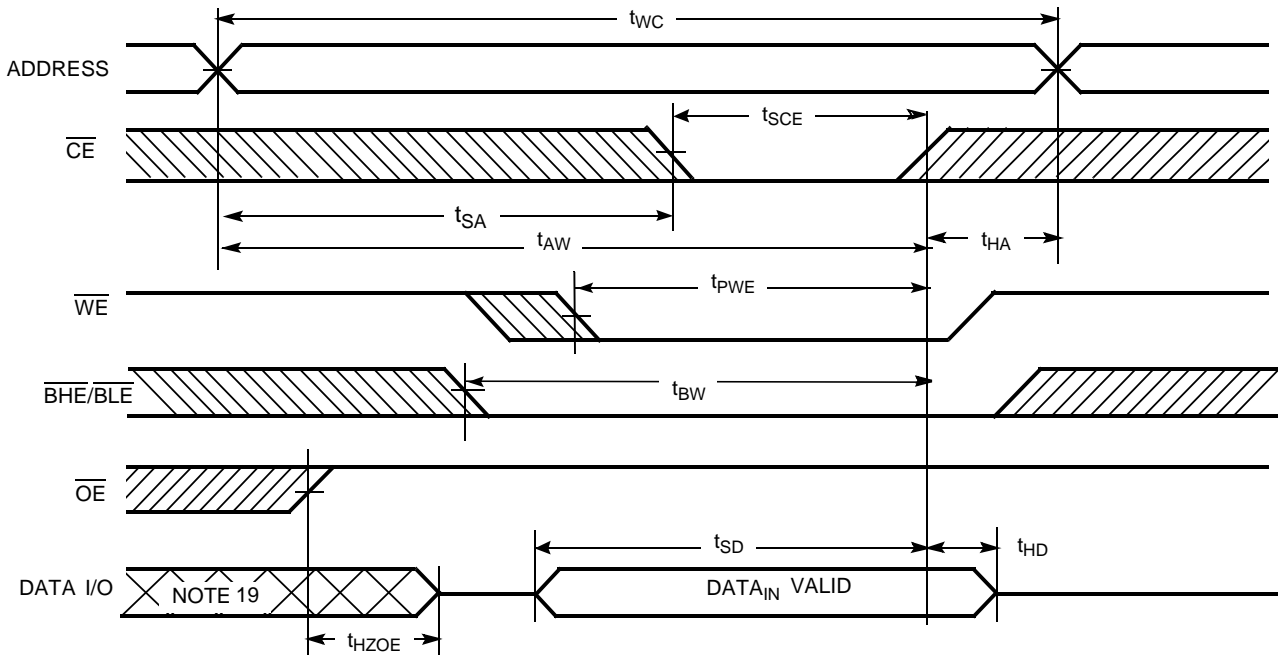 tWC
ADDRESS
tSCE
CE
tSA
tAW
tHA
WE
tPWE
BHE/BLE
tBW
OE
tSD
tHD
DATA I/O
NOTE 19
DATAIN VALID
tHZOE